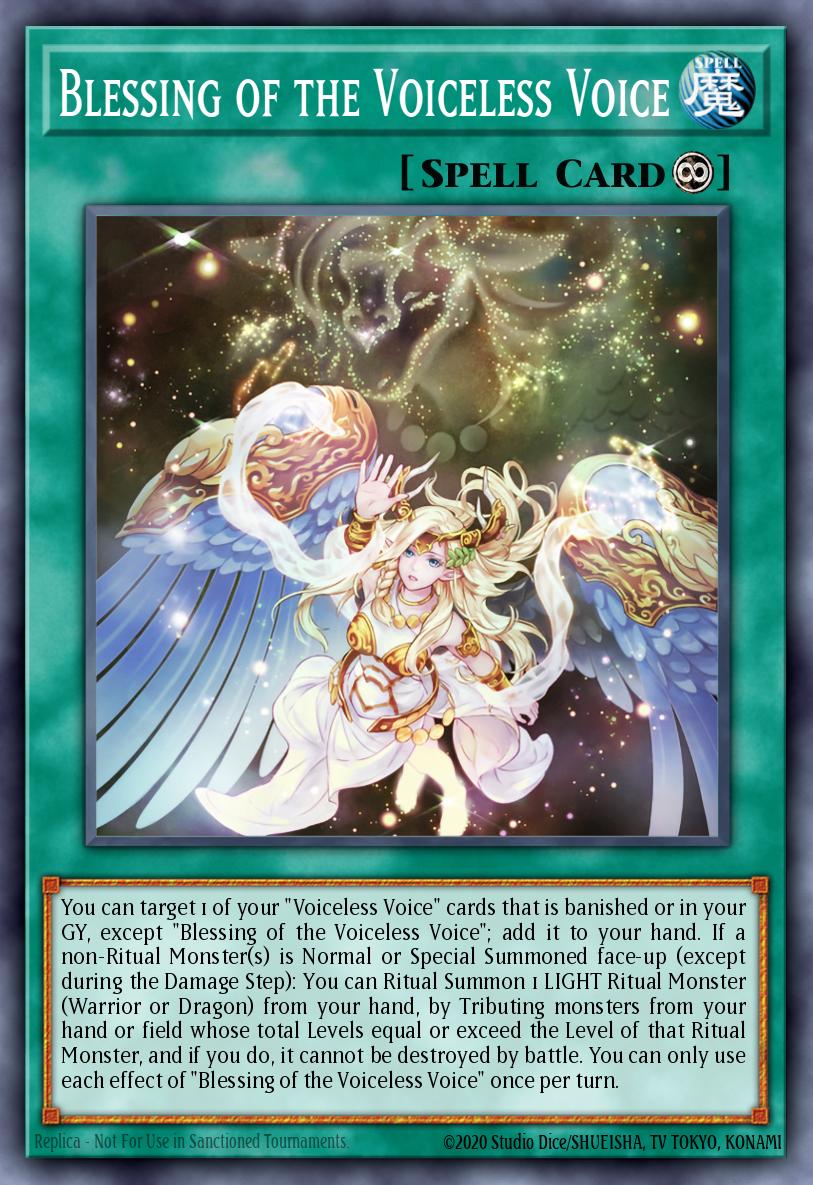 Blessing of the Voiceless Voice
SPELL
魔
[Spell Card]
You can target 1 of your "Voiceless Voice" cards that is banished or in your
GY, except "Blessing of the Voiceless Voice"; add it to your hand. If a
non-Ritual Monster(s) is Normal or Special Summoned face-up (except
during the Damage Step): You can Ritual Summon 1 LIGHT Ritual Monster
(Warrior or Dragon) from your hand, by Tributing monsters from your
hand or field whose total Levels equal or exceed the Level of that Ritual
Monster, and if you do, it cannot be destroyed by battle. You can only use
each effect of "Blessing of the Voiceless Voice" once per turn.
Replica - Not For Use in Sanctioned Tournaments.
©2020 Studio Dice/SHUEISHA, TV TOKYO, KONAMI